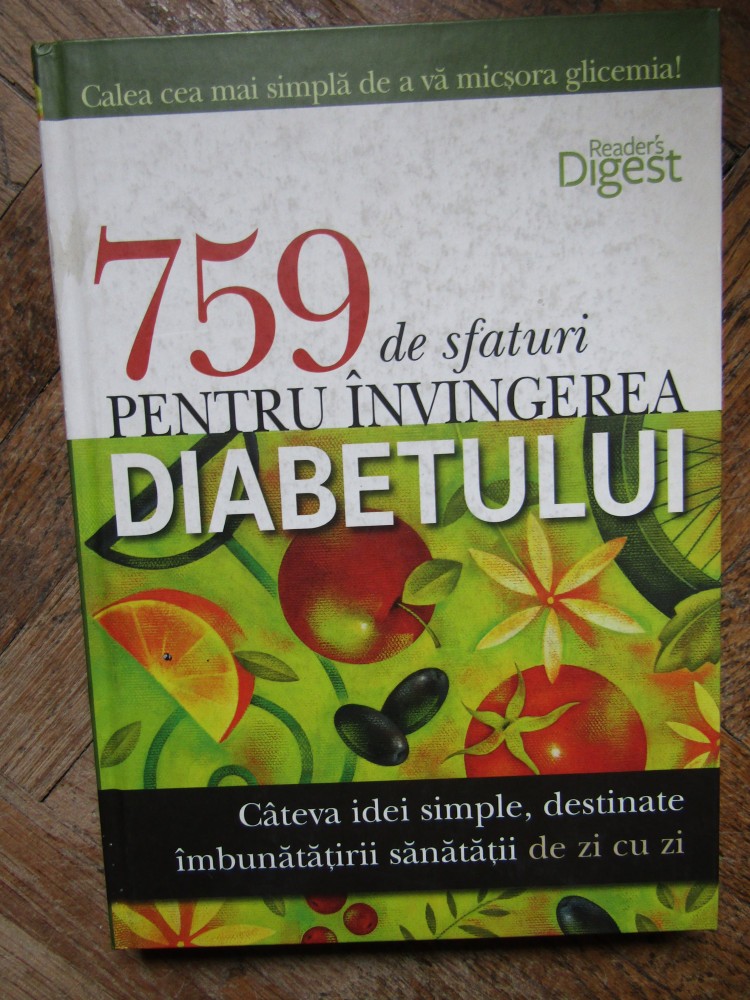 Calea cea mai simplă de a vă micșora glicemia!
Reader's
Digest
759 de sfaturi
PENTRU ÎNVINGEREA
DIABETULUI
Câteva idei simple, destinate
îmbunătățirii sănătății de zi cu zi